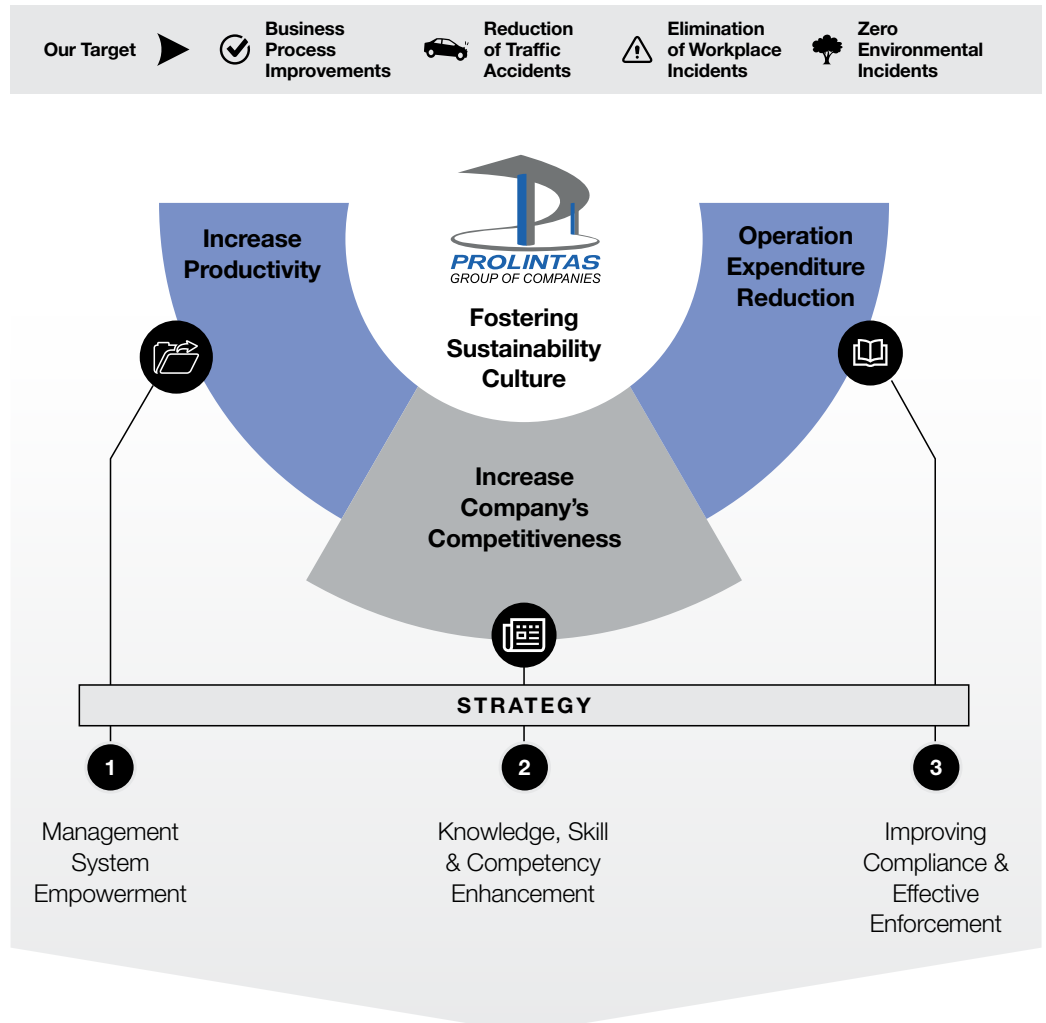 Our Target
Business
Process
Improvements
Reduction
of Traffic
Accidents
Elimination
of Workplace
Incidents
Zero
Environmental
Incidents
PROLINTAS
GROUP OF COMPANIES
Fostering
Sustainability
Culture
Increase
Productivity
Operation
Expenditure
Reduction
Increase
Company’s
Competitiveness
STRATEGY
1
Management
System
Empowerment
2
Knowledge, Skill
& Competency
Enhancement
3
Improving
Compliance &
Effective
Enforcement